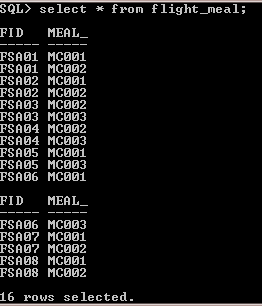 SQL> select * from flight_meal;
FID MEAL_
----- -----
FSA01 MC001
FSA01 MC002
FSA02 MC001
FSA02 MC002
FSA03 MC002
FSA03 MC003
FSA04 MC002
FSA04 MC003
FSA05 MC001
FSA05 MC003
FSA06 MC001
FID MEAL_
----- -----
FSA06 MC003
FSA07 MC001
FSA07 MC002
FSA08 MC001
FSA08 MC002
16 rows selected.